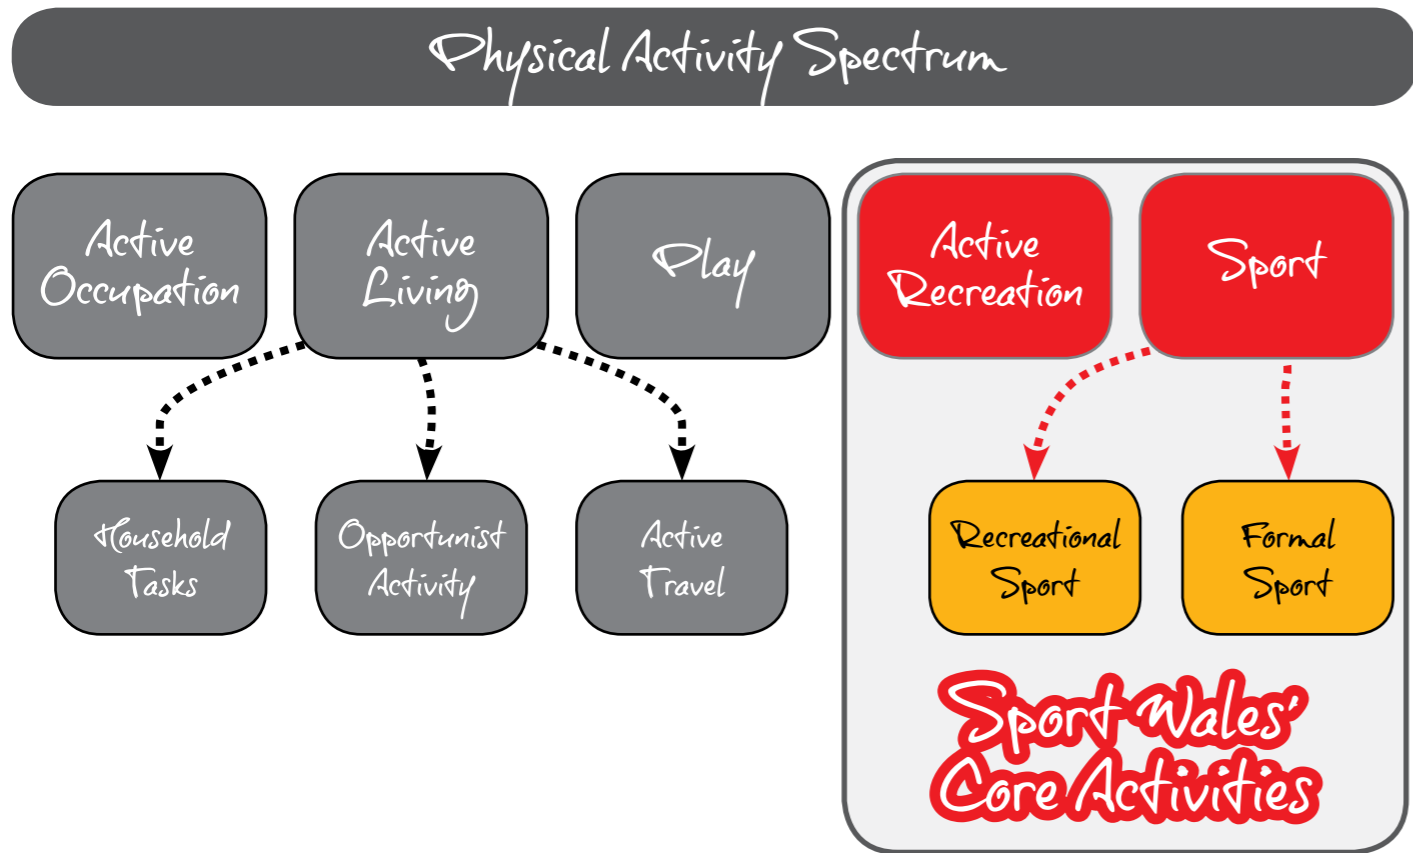 Physical Activity Spectrum
Active
Occupation
Active
Living
Play
Active
Recreation
Sport
Household
Tasks
Opportunist
Activity
Active
Travel
Recreational
Sport
Formal
Sport
Sport Wales'
Core Activities